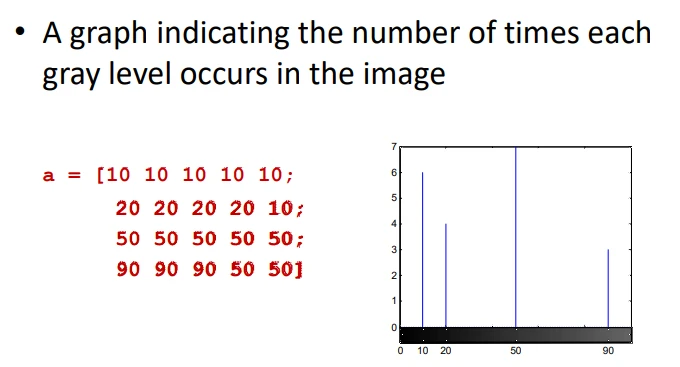 • A graph indicating the number of times each
gray level occurs in the image
a = [10 10 10 10 10;
20 20 20 20 10;
50 50 50 50 50;
90 90 90 50 50]
7
6
5
4
3
2
1
0
0 10 20 50 90